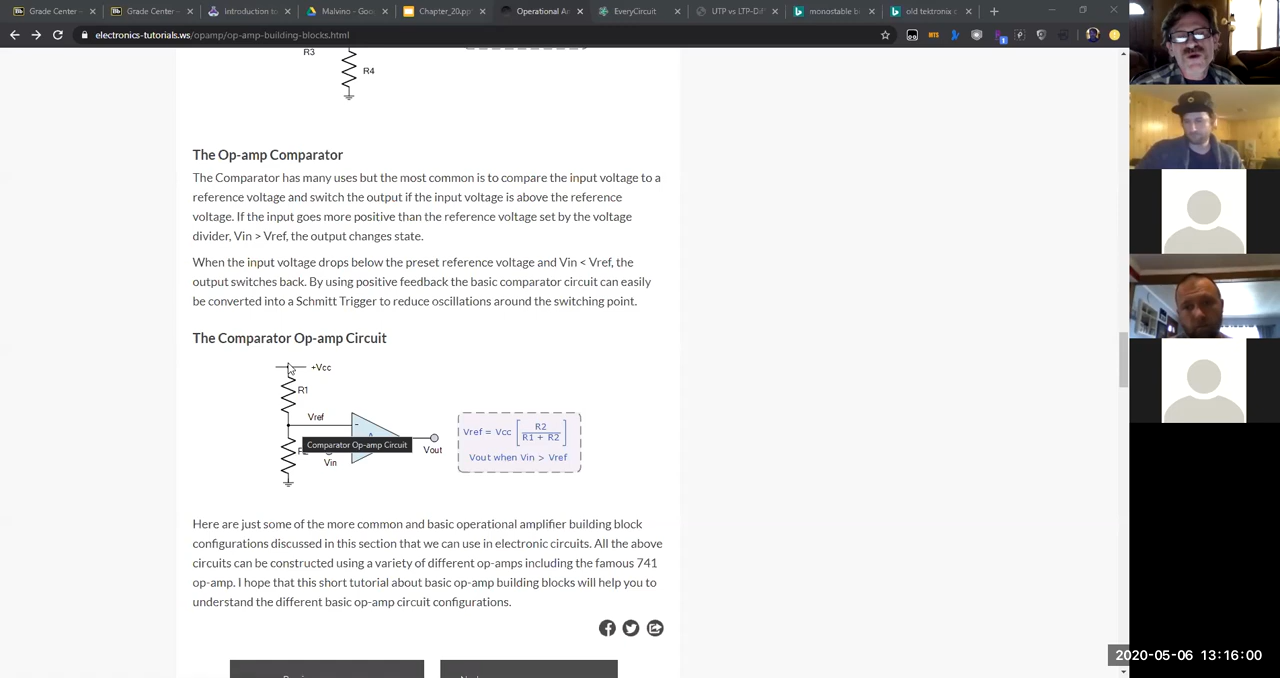 Grade Center -
Grade Center -
introduction to
Malvino - Goo
Chapter_20.pp
Operational Am
EveryCircuit
UTP vs LTP-Dif
monostable b
old tektronix c
electronics-tutorials.ws/opamp/op-amp-building-blocks.html
R3
R4
The Op-amp Comparator
The Comparator has many uses but the most common is to compare the input voltage to a
reference voltage and switch the output if the input voltage is above the reference
voltage. If the input goes more positive than the reference voltage set by the voltage
divider, Vin > Vref, the output changes state.
When the input voltage drops below the preset reference voltage and Vin < Vref, the
output switches back. By using positive feedback the basic comparator circuit can easily
be converted into a Schmitt Trigger to reduce oscillations around the switching point.
The Comparator Op-amp Circuit
+Vcc
R1
Vref
-
Comparator Op-amp Circuit
Vin
Vout
Vref = Vcc [ R2
R1 + R2 ]
Vout when Vin > Vref
Here are just some of the more common and basic operational amplifier building block
configurations discussed in this section that we can use in electronic circuits. All the above
circuits can be constructed using a variety of different op-amps including the famous 741
op-amp. I hope that this short tutorial about basic op-amp building blocks will help you to
understand the different basic op-amp circuit configurations.
2020-05-06 13:16:00